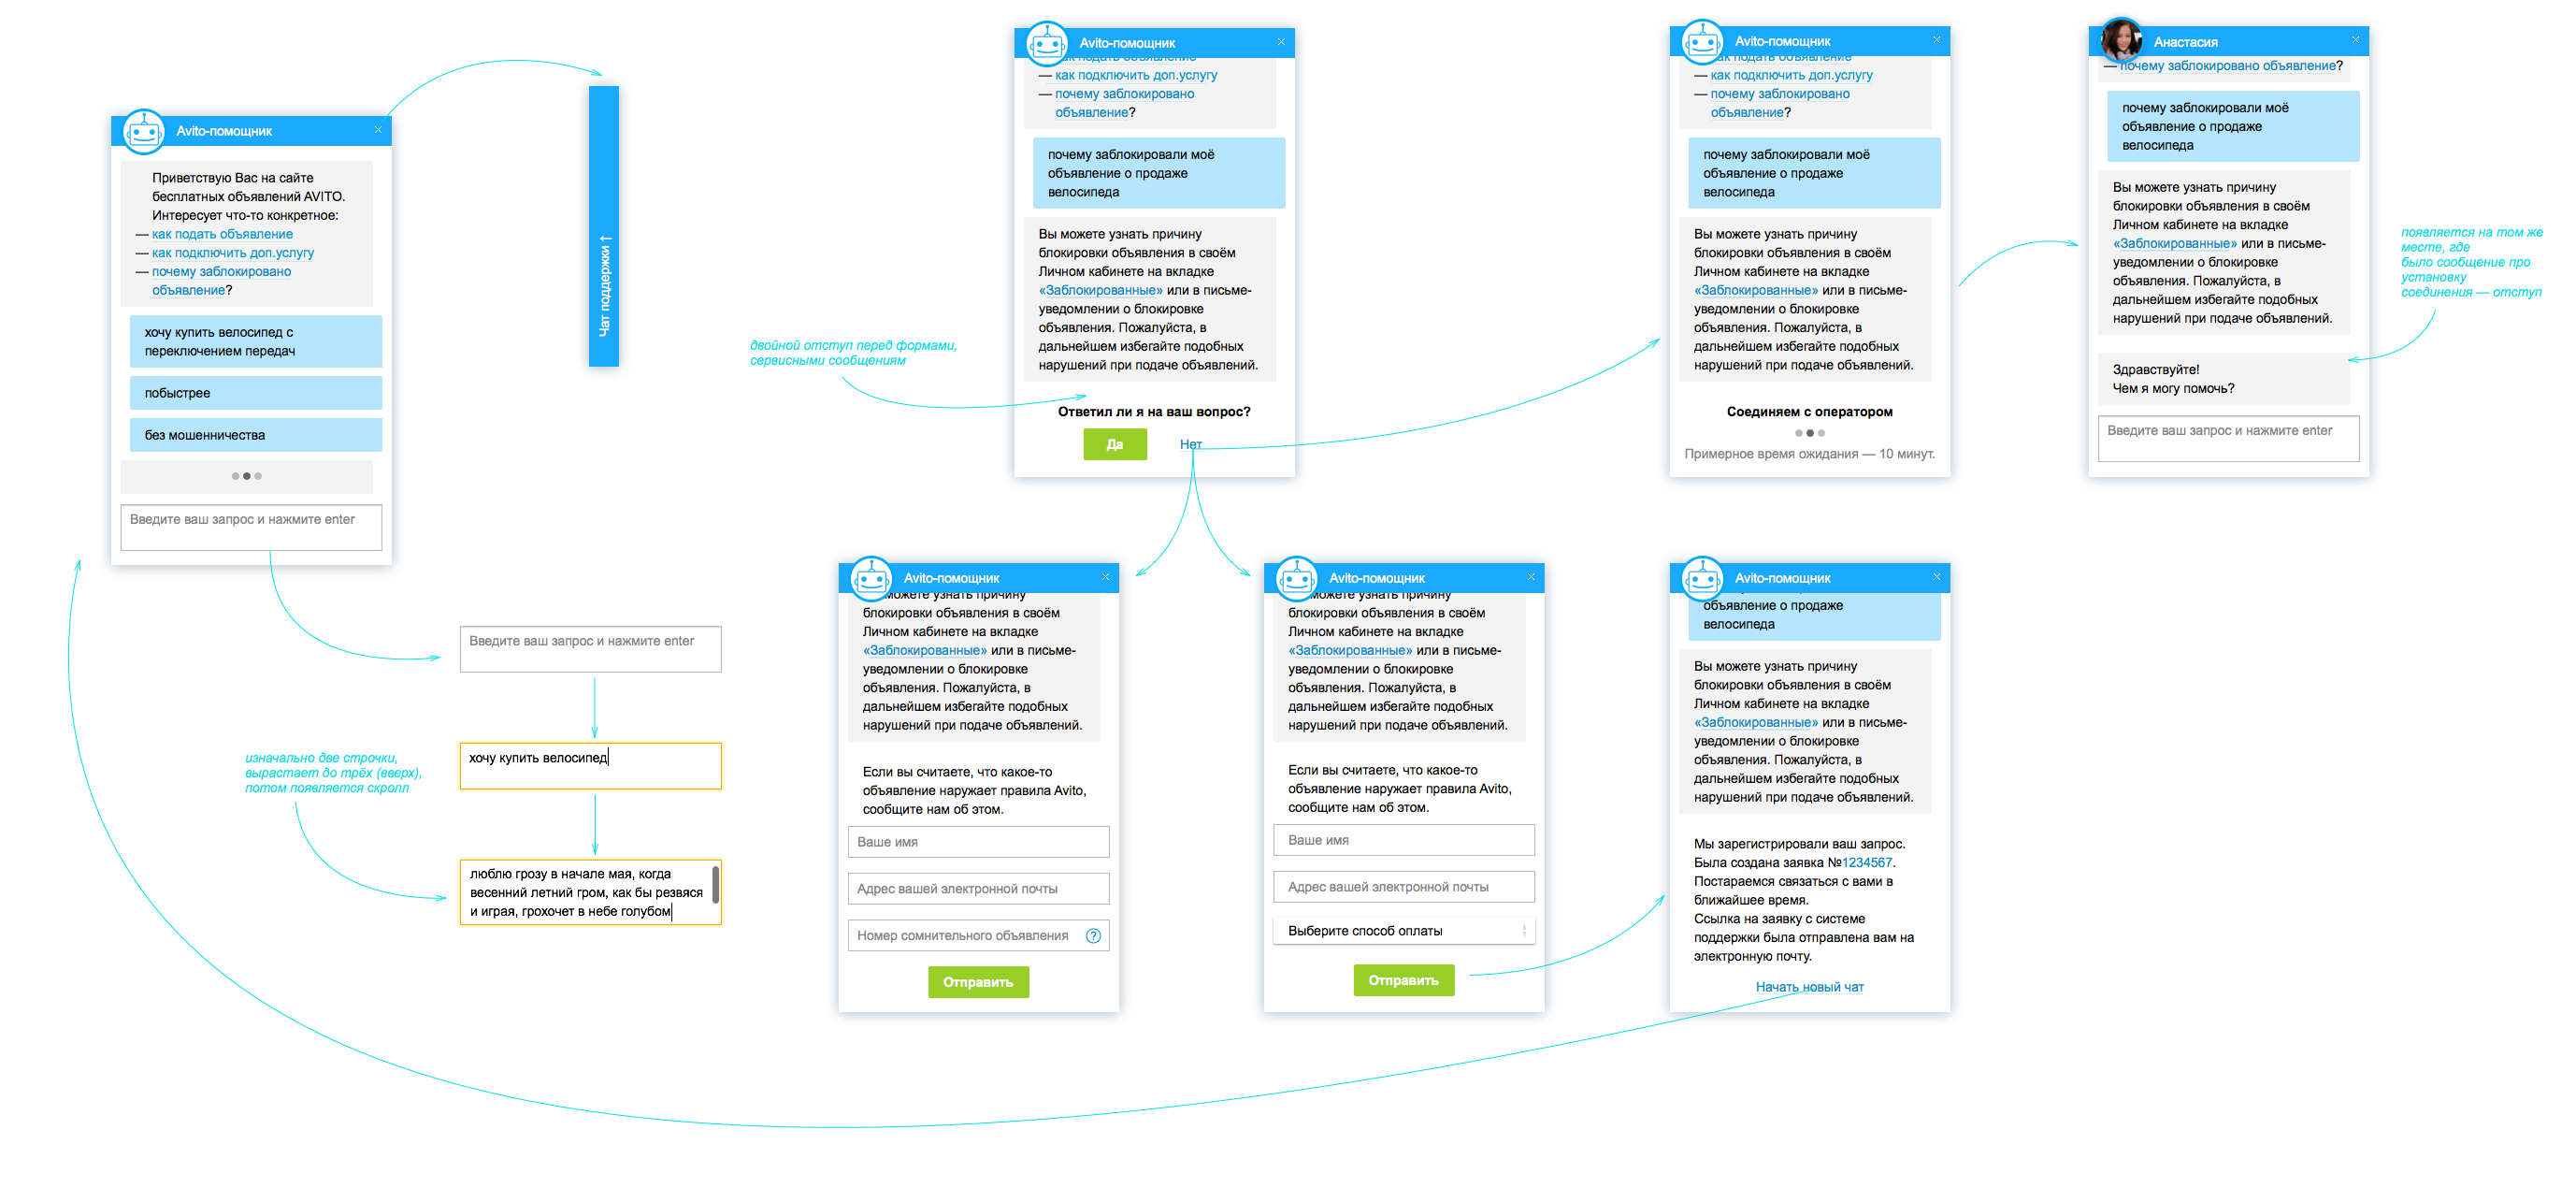 Avito-помощник
Приветствую Вас на сайте
бесплатных объявлений AVITO.
Интересует что-то конкретное:
— как подать объявление
— как подключить доп.услугу
— почему заблокировано
объявление?
хочу купить велосипед с
переключением передач
побыстрее
без мошенничества
Введите ваш запрос и нажмите enter
Чат поддержки ↑
Введите ваш запрос и нажмите enter
хочу купить велосипед
изначально две строчки,
вырастает до трёх (вверх),
потом появляется скролл
люблю грозу в начале мая, когда
весенний летний гром, как бы резвяся
и играя, грохочет в небе голубом
двойной отступ перед формами,
сервисными сообщениям
Avito-помощник
как подать объявление
— как подключить доп.услугу
— почему заблокировано
объявление?
почему заблокировали моё
объявление о продаже
велосипеда
Вы можете узнать причину
блокировки объявления в своём
Личном кабинете на вкладке
«Заблокированные» или в письме-
уведомлении о блокировке
объявления. Пожалуйста, в
дальнейшем избегайте подобных
нарушений при подаче объявлений.
Ответил ли я на ваш вопрос?
Да
Нет
Avito-помощник
как подать объявление
— как подключить доп.услугу
— почему заблокировано
объявление?
почему заблокировали моё
объявление о продаже
велосипеда
Вы можете узнать причину
блокировки объявления в своём
Личном кабинете на вкладке
«Заблокированные» или в письме-
уведомлении о блокировке
объявления. Пожалуйста, в
дальнейшем избегайте подобных
нарушений при подаче объявлений.
Соединяем с оператором
Примерное время ожидания — 10 минут.
Анастасия
— почему заблокировано объявление?
почему заблокировали моё
объявление о продаже
велосипеда
Вы можете узнать причину
блокировки объявления в своём
Личном кабинете на вкладке
«Заблокированные» или в письме-
уведомлении о блокировке
объявления. Пожалуйста, в
дальнейшем избегайте подобных
нарушений при подаче объявлений.
Здравствуйте!
Чем я могу помочь?
Введите ваш запрос и нажмите enter
появляется на том же
месте, где
было сообщение про
установку
соединения — отступ
Avito-помощник
можете узнать причину
блокировки объявления в своём
Личном кабинете на вкладке
«Заблокированные» или в письме-
уведомлении о блокировке
объявления. Пожалуйста, в
дальнейшем избегайте подобных
нарушений при подаче объявлений.
Если вы считаете, что какое-то
объявление наружает правила Avito,
сообщите нам об этом.
Ваше имя
Адрес вашей электронной почты
Номер сомнительного объявления ?
Отправить
Avito-помощник
можете узнать причину
блокировки объявления в своём
Личном кабинете на вкладке
«Заблокированные» или в письме-
уведомлении о блокировке
объявления. Пожалуйста, в
дальнейшем избегайте подобных
нарушений при подаче объявлений.
Если вы считаете, что какое-то
объявление наружает правила Avito,
сообщите нам об этом.
Ваше имя
Адрес вашей электронной почты
Выберите способ оплаты
Отправить
Avito-помощник
объявление о продаже
велосипеда
Вы можете узнать причину
блокировки объявления в своём
Личном кабинете на вкладке
«Заблокированные» или в письме-
уведомлении о блокировке
объявления. Пожалуйста, в
дальнейшем избегайте подобных
нарушений при подаче объявлений.
Мы зарегистрировали ваш запрос.
Была создана заявка №1234567.
Постараемся связаться с вами в
ближайшее время.
Ссылка на заявку с системе
поддержки была отправлена вам на
электронную почту.
Начать новый чат